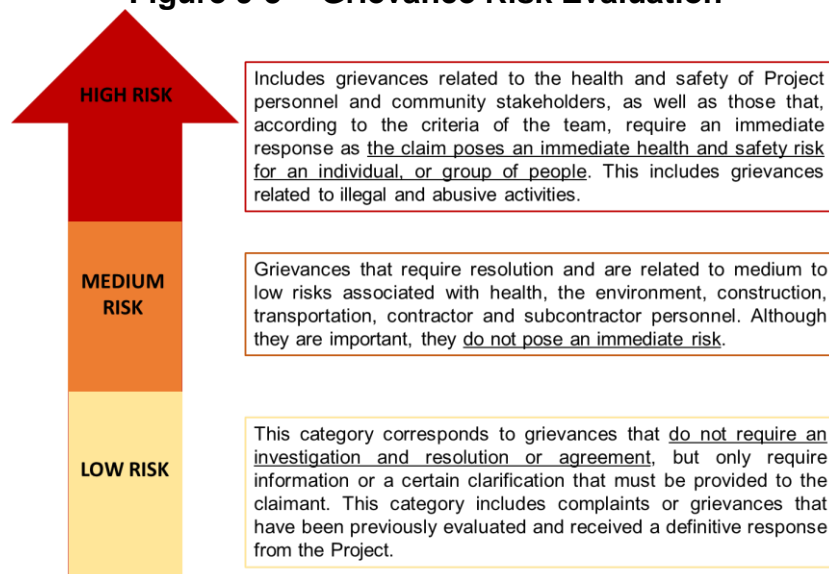 Grievance Risk Evaluation
HIGH RISK
Includes grievances related to the health and safety of Project
personnel and community stakeholders, as well as those that,
according to the criteria of the team, require an immediate
response as the claim poses an immediate health and safety risk
for an individual, or group of people. This includes grievances
related to illegal and abusive activities.
MEDIUM
RISK
Grievances that require resolution and are related to medium to
low risks associated with health, the environment, construction,
transportation, contractor and subcontractor personnel. Although
they are important, they do not pose an immediate risk.
LOW RISK
This category corresponds to grievances that do not require an
investigation and resolution or agreement, but only require
information or a certain clarification that must be provided to the
claimant. This category includes complaints or grievances that
have been previously evaluated and received a definitive response
from the Project.